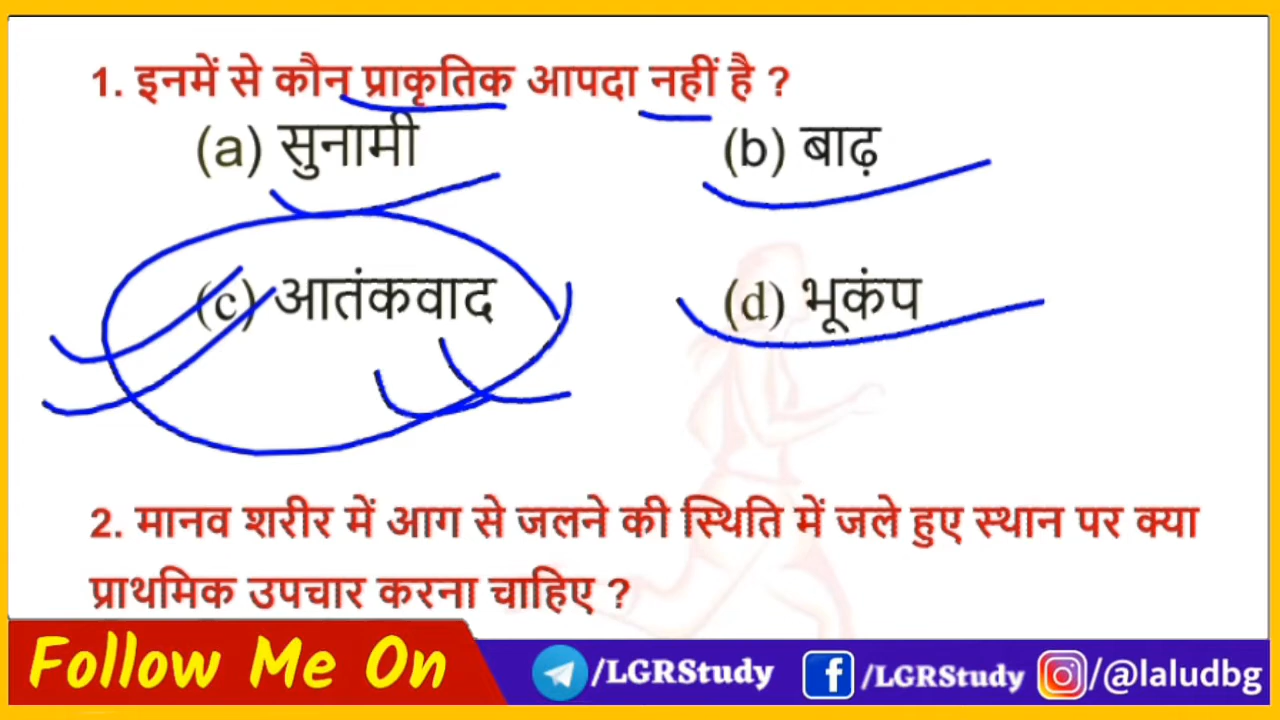 1. इनमें से कौन प्राकृतिक आपदा नहीं है ?
(a) सुनामी (b) बाढ़
(c) आतंकवाद (d) भूकंप
2. मानव शरीर में आग से जलने की स्थिति में जले हुए स्थान पर क्या
प्राथमिक उपचार करना चाहिए ?
Follow Me On /LGRStudy /LGRStudy /@laludbg